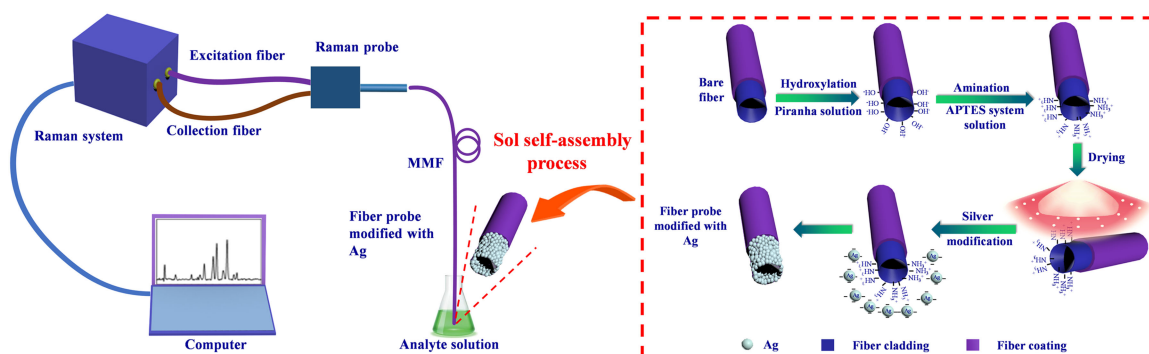 Excitation fiber
Raman probe
Raman system
Collection fiber
MMF
Sol self-assembly
process
Fiber probe
modified with
Ag
Computer
Analyte solution
Bare
fiber
Hydroxylation
Piranha solution
Amination
APTES system
solution
Drying
Silver
modification
Fiber probe
modified with
Ag
Ag
Fiber cladding
Fiber coating